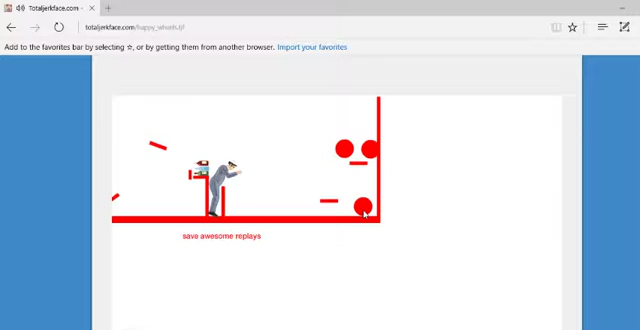 Totaljerkface.com -
totaljerkface.com/happy_wheels.tjf
Add to the favorites bar by selecting ☆, or by getting them from another browser. Import your favorites
save awesome replays